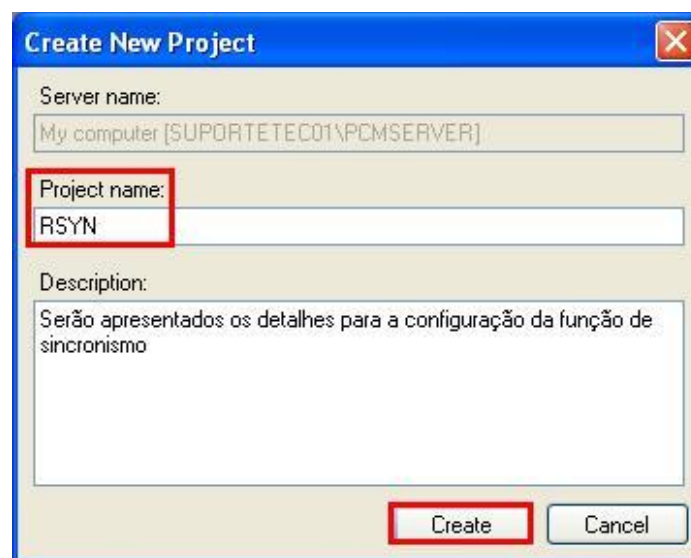 Create New Project
Server name:
My computer [SUPORTETEC01\PCMSERVER]
Project name:
RSYN
Description:
Serão apresentados os detalhes para a configuração da função de
sincronismo
Create Cancel